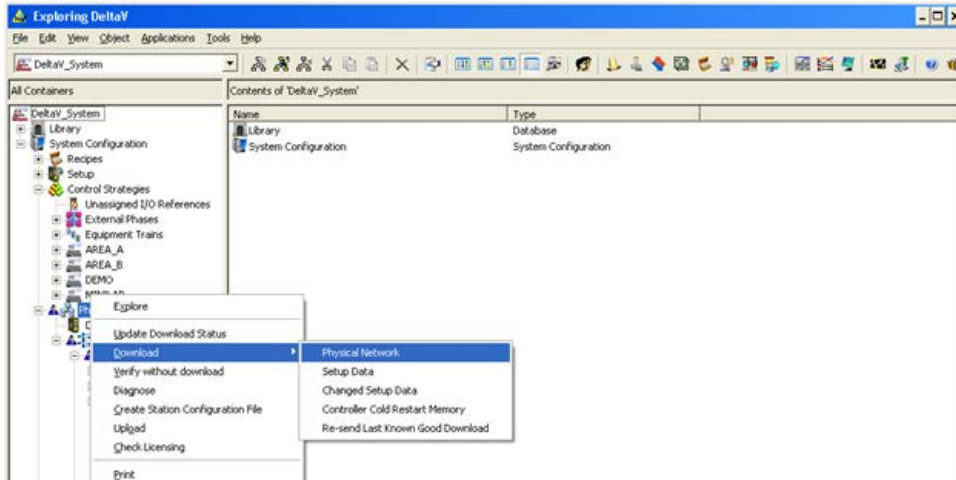 Exploring DeltaV
File Edit View Object Applications Tools Help
DeltaV_System
All Containers
Contents of 'DeltaV_System'
DeltaV_System
Library
System Configuration
Recipes
Setup
Control Strategies
Unassigned I/O References
External Phases
Equipment Trains
AREA_A
AREA_B
DEMO
Name Type
Library Database
System Configuration System Configuration
Explore
Update Download Status
Download
Verify without download
Diagnose
Create Station Configuration File
Upload
Check Licensing
Print
Physical Network
Setup Data
Changed Setup Data
Controller Cold Restart Memory
Re-send Last Known Good Download